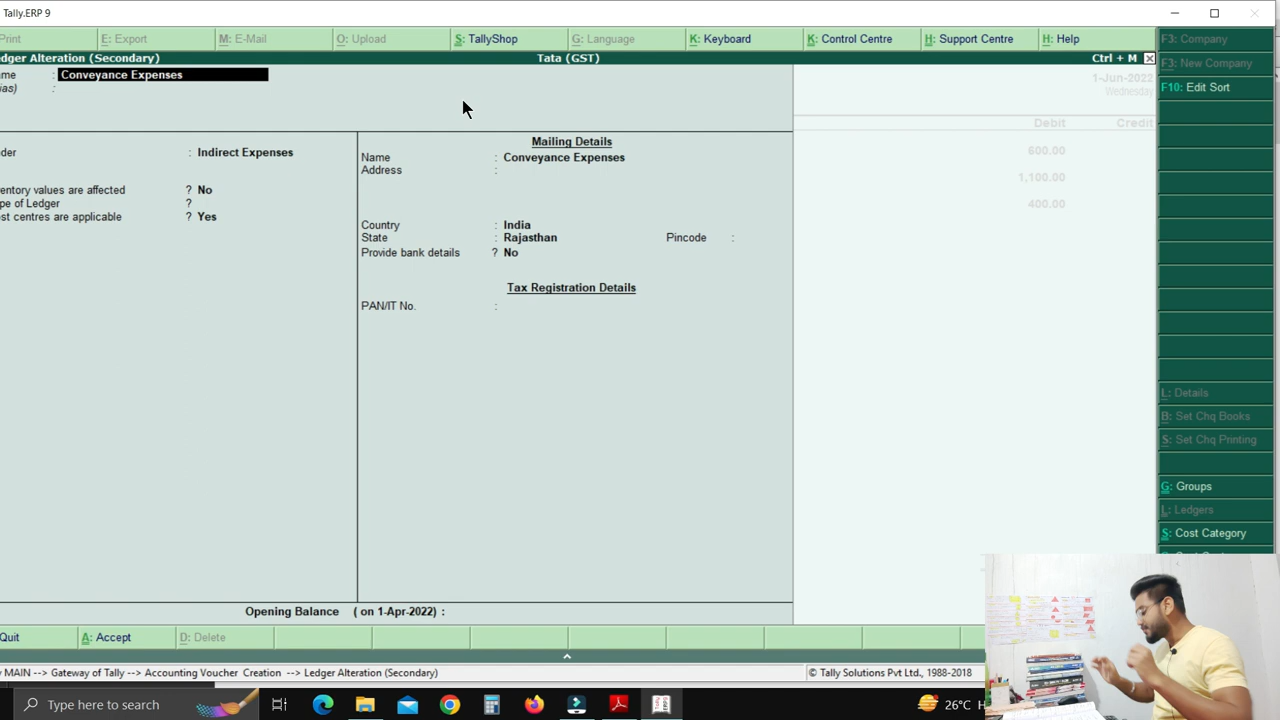 Tally.ERP 9
Print
E: Export
M: E-Mail
O: Upload
S: TallyShop
G: Language
K: Keyboard
K: Control Centre
H: Support Centre
H: Help
F3: Company
dger Alteration (Secondary)
Tata (GST)
Ctrl + M
F3: New Company
me : Conveyance Expenses
1-Jun-2022
ias) :
Wednesday
F10: Edit Sort
Debit Credit
Mailing Details
der : Indirect Expenses
Name : Conveyance Expenses
600.00
Address :
1,100.00
entory values are affected ? No
pe of Ledger ?
400.00
st centres are applicable ? Yes
Country : India
State : Rajasthan
Pincode :
Provide bank details ? No
Tax Registration Details
PAN/IT No. :
L: Details
B: Set Chq Books
S: Set Chq Printing
G: Groups
L: Ledgers
S: Cost Category
Opening Balance ( on 1-Apr-2022) :
Quit
A: Accept
D: Delete
MAIN --> Gateway of Tally --> Accounting Voucher Creation --> Ledger Alteration (Secondary)
© Tally Solutions Pvt Ltd., 1988-2018
Type here to search
26°C